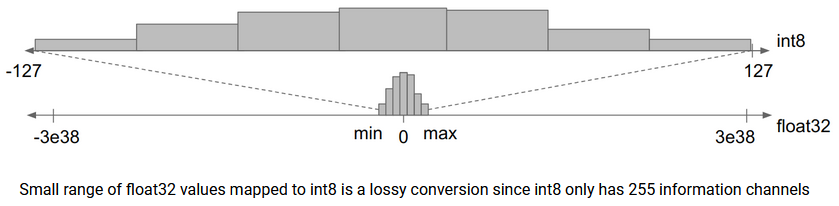 int8
-127
127
min 0 max
float32
-3e38
3e38
Small range of float32 values mapped to int8 is a lossy conversion since int8 only has 255 information channels